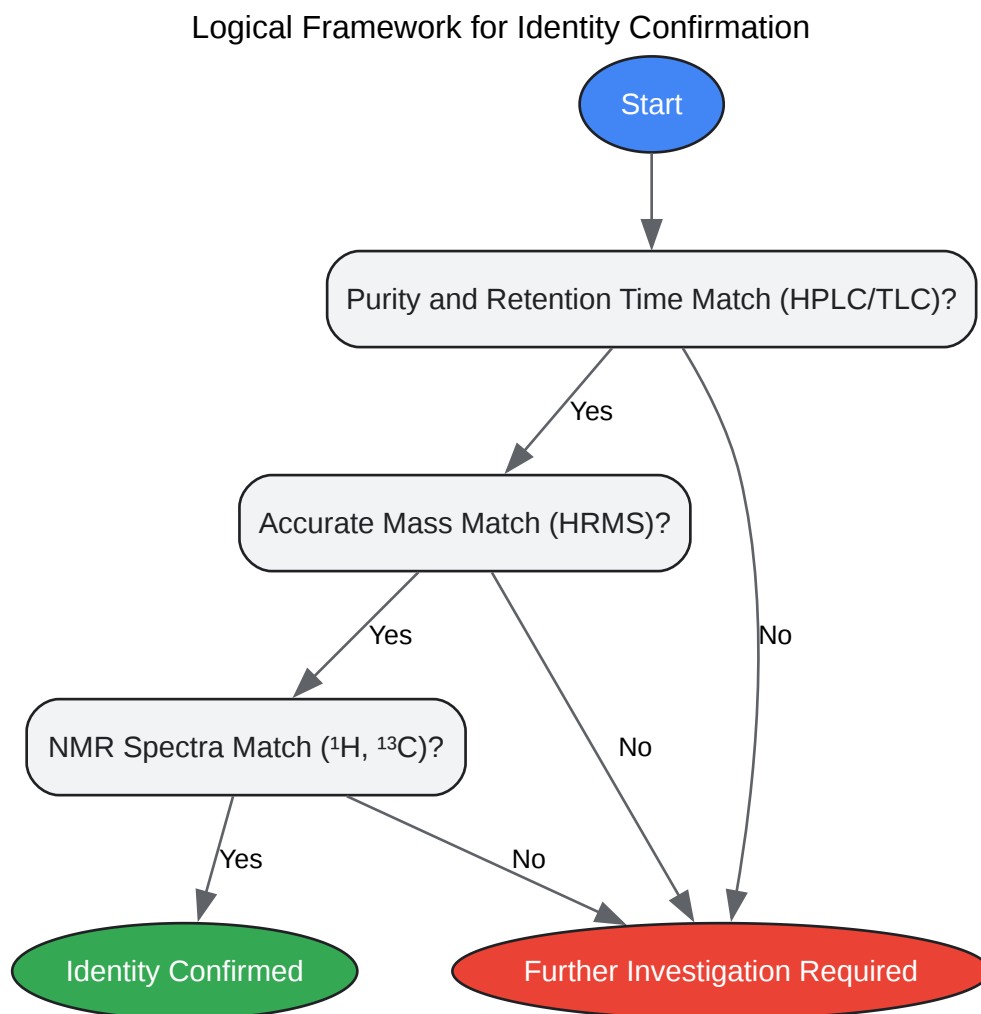 Logical Framework for Identity Confirmation
Start
Purity and Retention Time Match (HPLC/TLC)?
Yes
Accurate Mass Match (HRMS)?
Yes
No
NMR Spectra Match (¹H, ¹³C)?
No
Yes
No
Identity Confirmed
Further Investigation Required